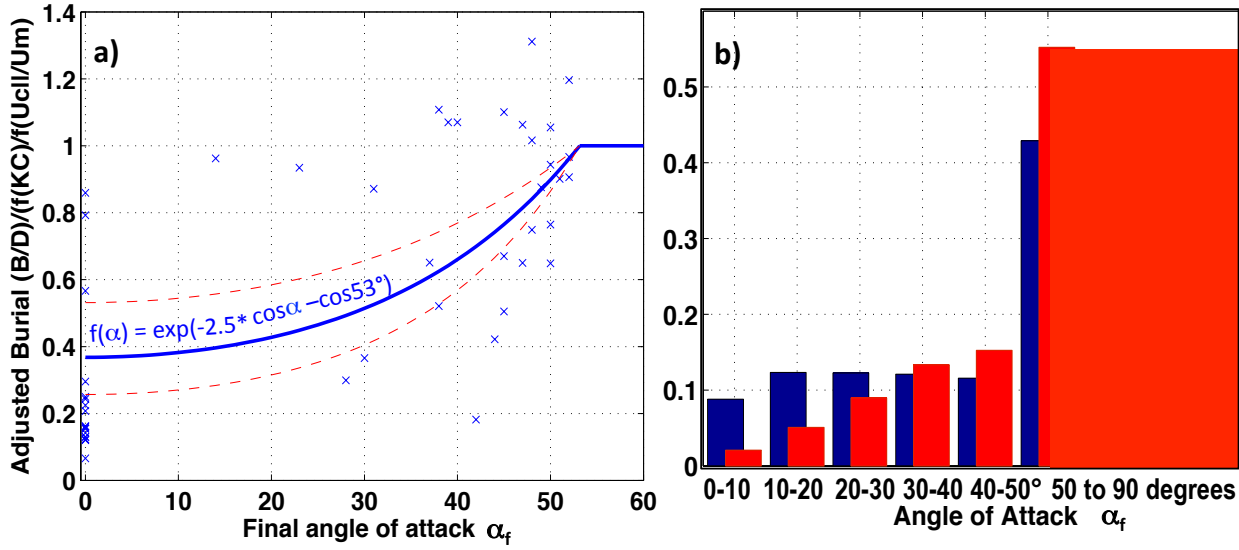 a)
Adjusted Burial (B/D)/(f(KC)/f(Ucll/Um)
1.4
1.2
1
0.8
0.6
0.4
0.2
0
f(α) = exp(-2.5* cosα –cos53°)
0 10 20 30 40 50 60
Final angle of attack αf
b)
0.5
0.4
0.3
0.2
0.1
0
0-10 10-20 20-30 30-40 40-50° 50 to 90 degrees
Angle of Attack αf